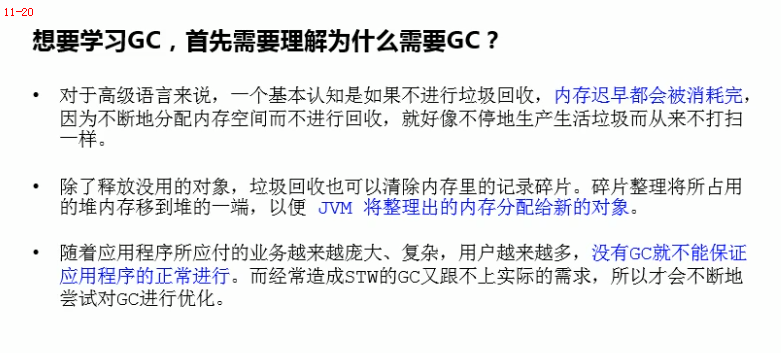 11-20
想要学习GC，首先需要理解为什么需要GC？
• 对于高级语言来说，一个基本认知是如果不进行垃圾回收，内存迟早都会被消耗完，
因为不断地分配内存空间而不进行回收，就好像不停地生产生活垃圾而从来不打扫
一样。
• 除了释放没用的对象，垃圾回收也可以清除内存里的记录碎片。碎片整理将所占用
的堆内存移到堆的一端，以便 JVM 将整理出的内存分配给新的对象。
• 随着应用程序所应付的业务越来越庞大、复杂，用户越来越多，没有GC就不能保证
应用程序的正常进行。而经常造成STW的GC又跟不上实际的需求，所以才会不断地
尝试对GC进行优化。